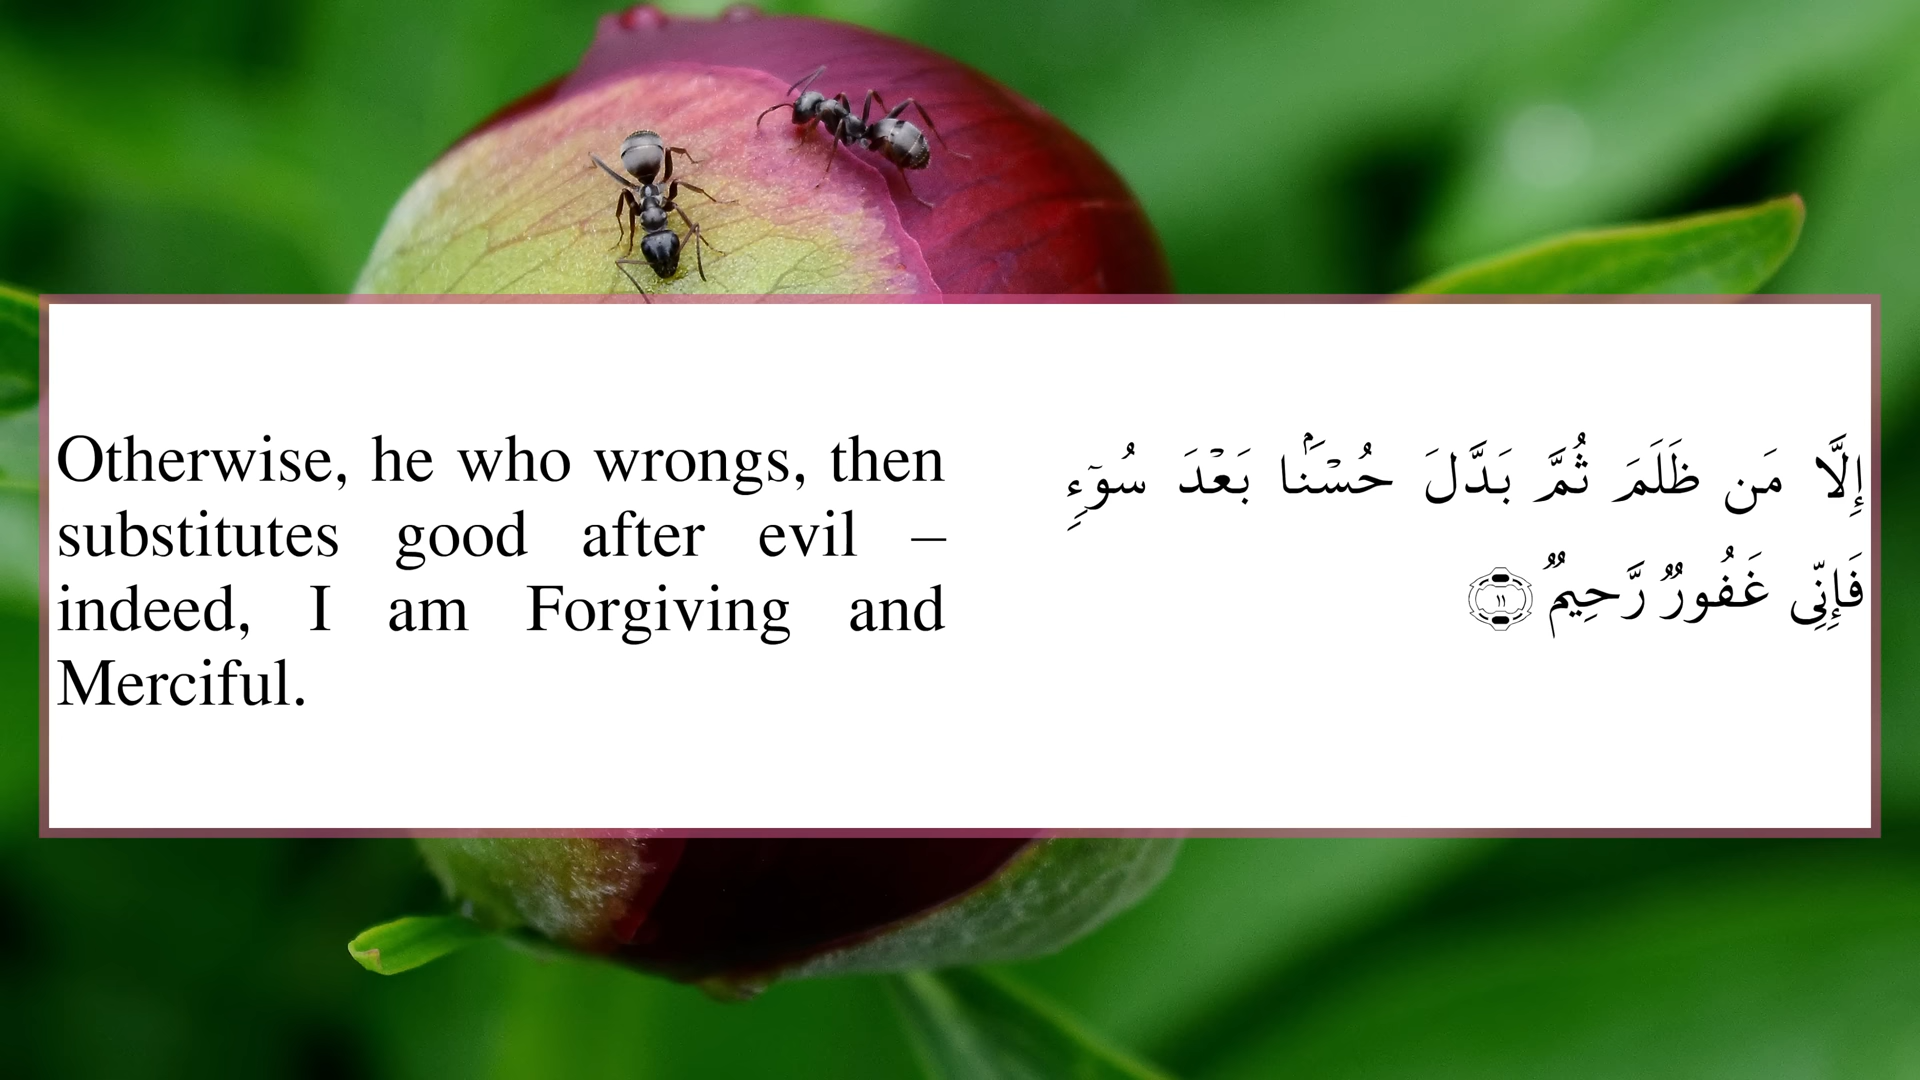 Otherwise, he who wrongs, then
substitutes good after evil –
indeed, I am Forgiving and
Merciful.
إِلَّا مَن ظَلَمَ ثُمَّ بَدَّلَ حُسْنًۢا بَعْدَ سُوٓءٍۢ
فَإِنِّى غَفُورٌۭ رَّحِيمٌۭ ١١